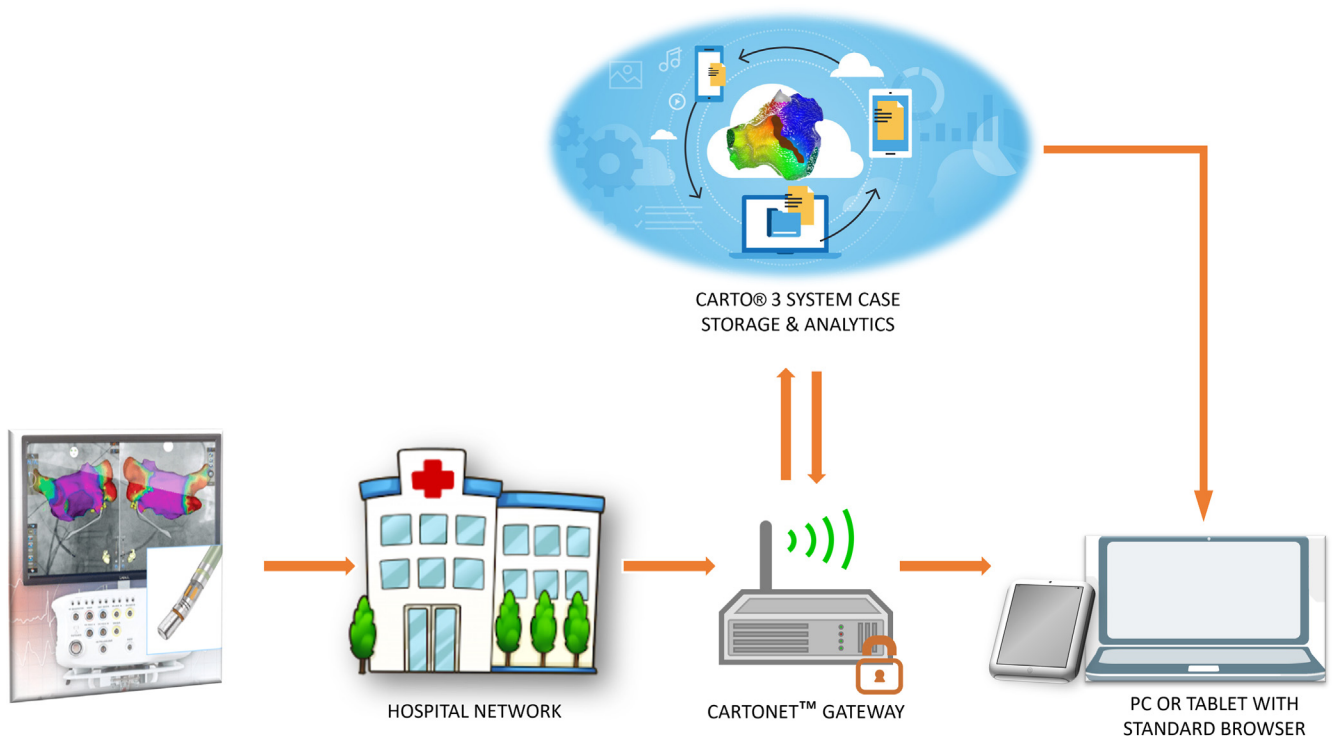 CARTO® 3 SYSTEM CASE
STORAGE & ANALYTICS
HOSPITAL NETWORK
CARTONET™ GATEWAY
PC OR TABLET WITH
STANDARD BROWSER